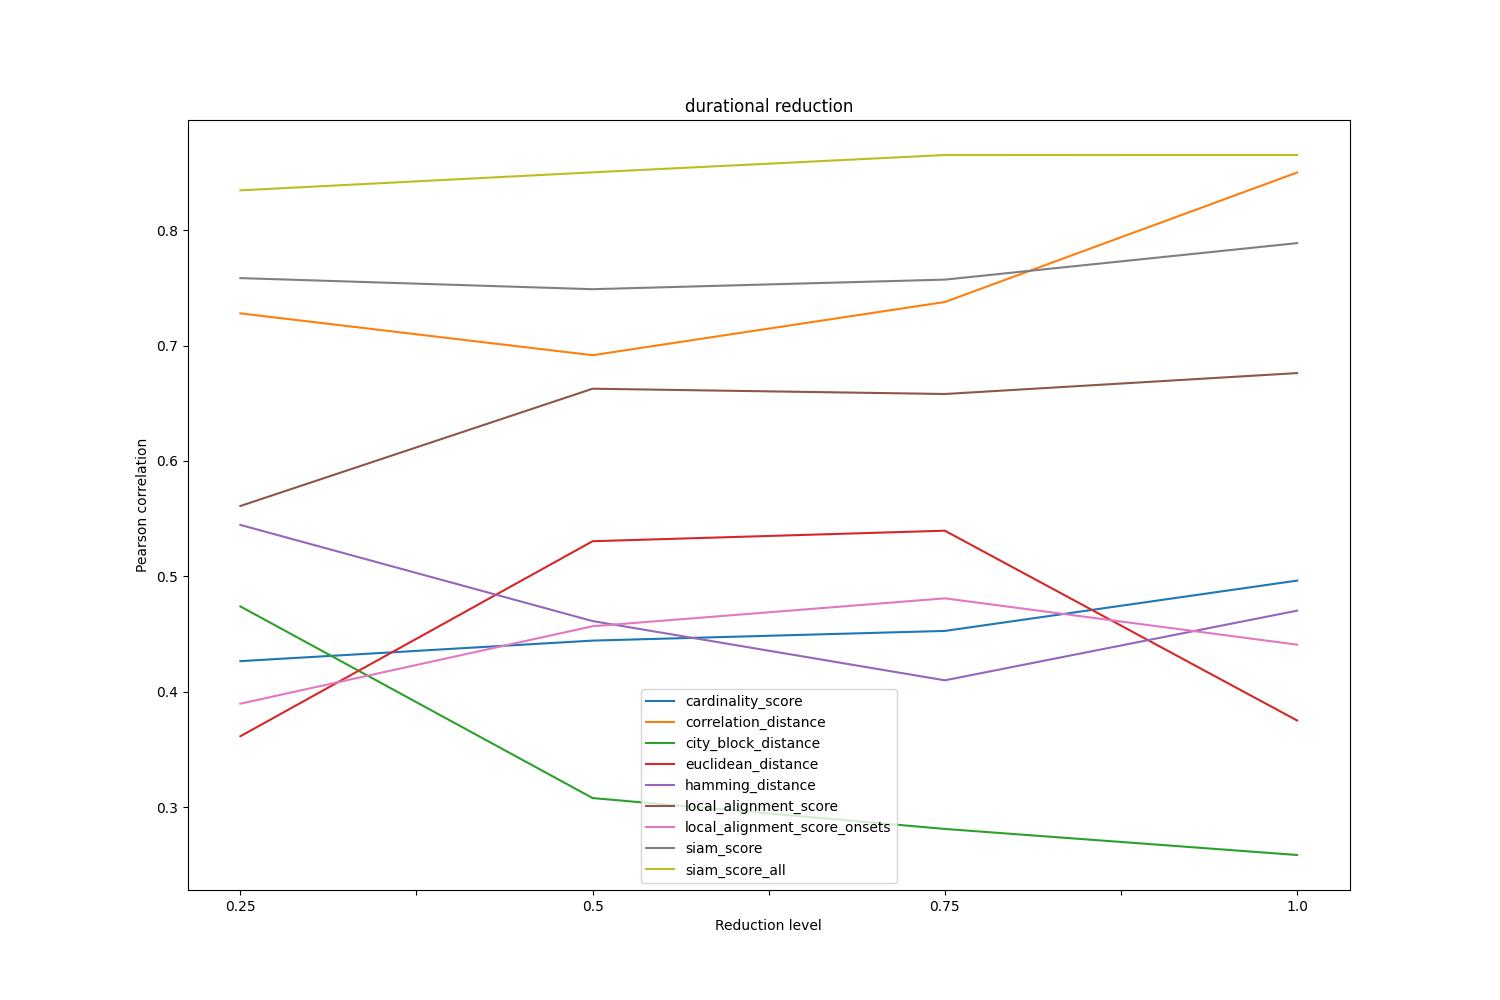 durational reduction
Pearson correlation
0.8
0.7
0.6
0.5
0.4
0.3
cardinality_score
correlation_distance
city_block_distance
euclidean_distance
hamming_distance
local_alignment_score
local_alignment_score_onsets
siam_score
siam_score_all
0.25 0.5 0.75 1.0
Reduction level